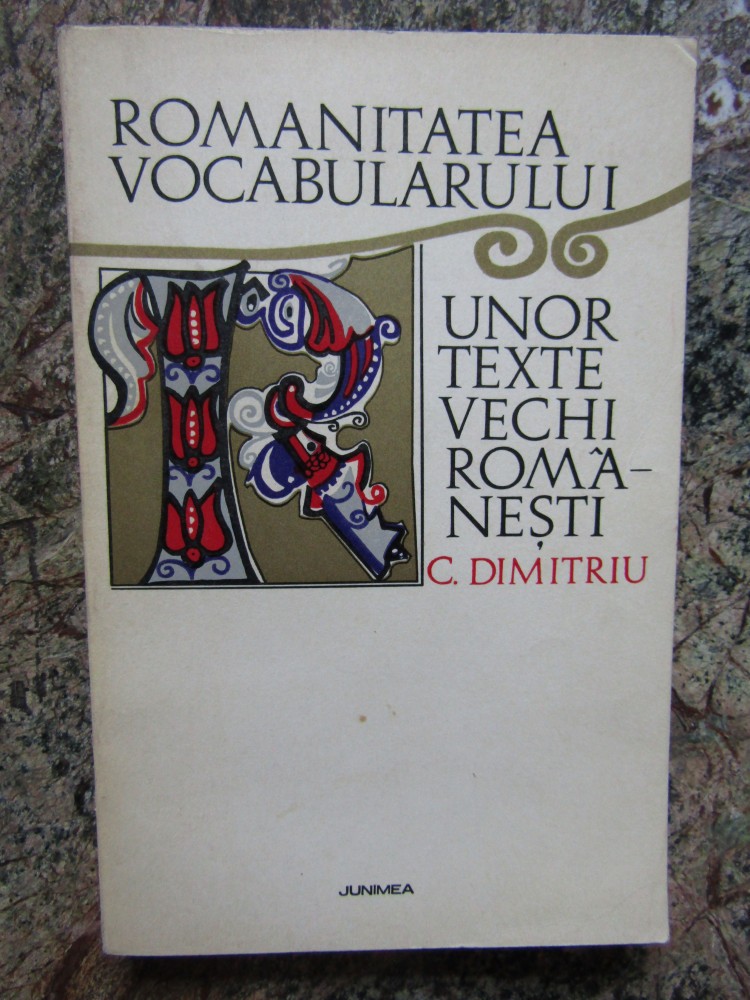 ROMANITATEA
VOCABULARULUI
UNOR
TEXTE
VECHI
ROMÂ-
NEȘTI
C. DIMITRIU
JUNIMEA